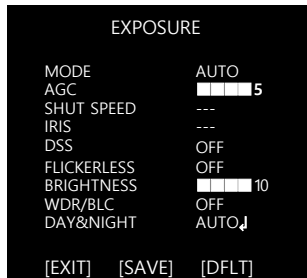 EXPOSURE
MODE AUTO
AGC 5
SHUT SPEED ---
IRIS ---
DSS OFF
FLICKERLESS OFF
BRIGHTNESS 10
WDR/BLC OFF
DAY&NIGHT AUTO↲
[EXIT] [SAVE] [DFLT]